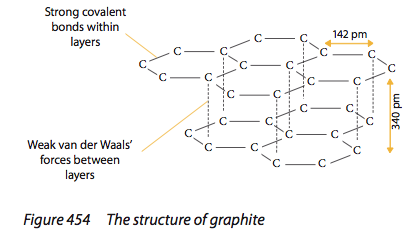 Strong covalent
bonds within
layers
142 pm
C C
C C C C
C C C C
C C C C
C C
C C
C C C
C C C
C C C
C C
340 pm
Weak van der Waals'
forces between
layers
Figure 454 The structure of graphite